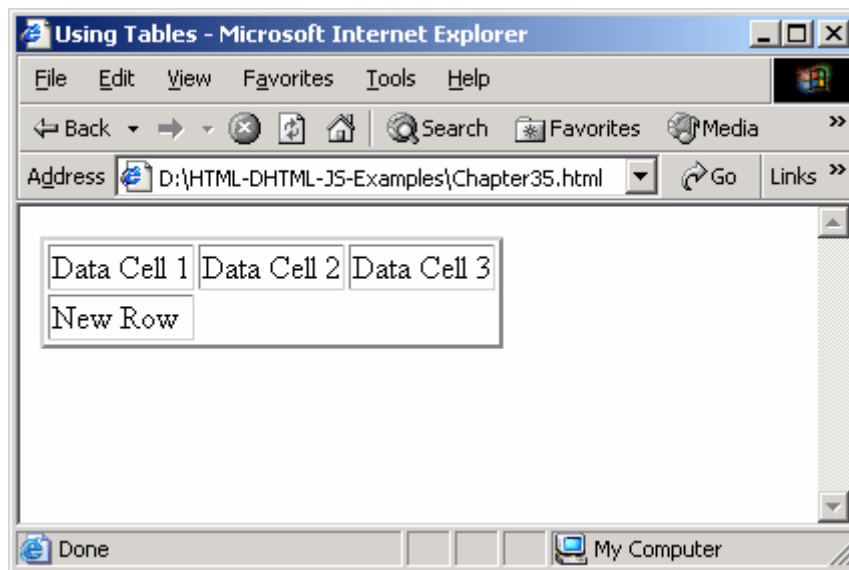 Using Tables - Microsoft Internet Explorer
File Edit View Favorites Tools Help
Back Search Favorites Media »
Address D:\HTML-DHTML-JS-Examples\Chapter35.html Go Links »
Data Cell 1 Data Cell 2 Data Cell 3
New Row
Done My Computer